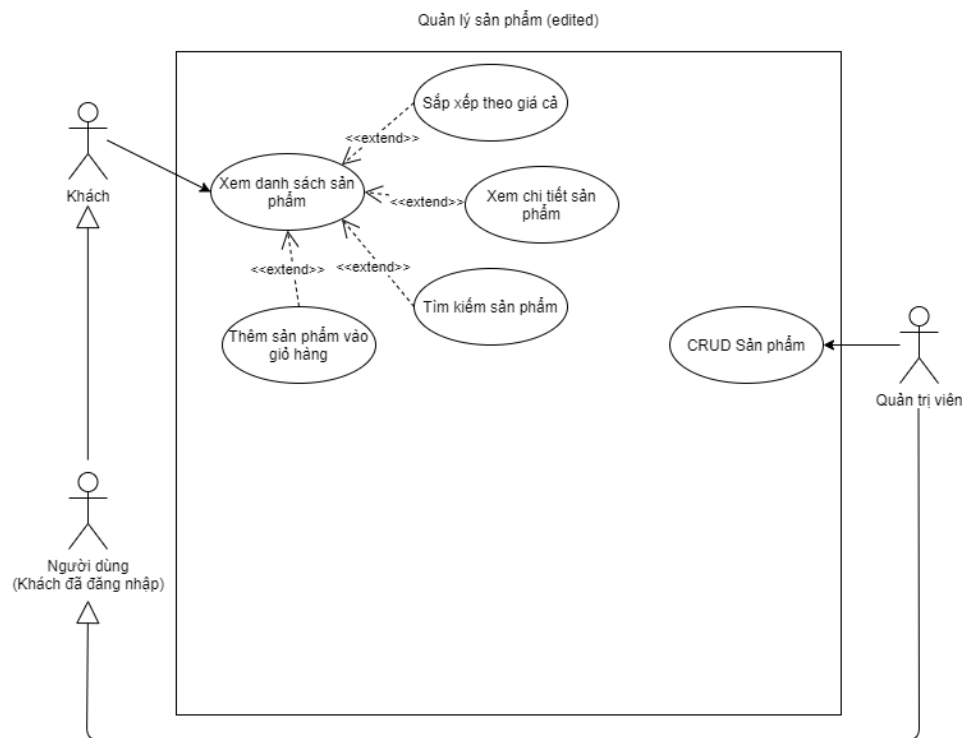 Quản lý sản phẩm (edited)
Sắp xếp theo giá cả
<<extend>>
Khách
Xem danh sách sản
phẩm
<<extend>>
Xem chi tiết sản
phẩm
<<extend>>
<<extend>>
Tìm kiếm sản phẩm
Thêm sản phẩm vào
giỏ hàng
CRUD Sản phẩm
Quản trị viên
Người dùng
(Khách đã đăng nhập)